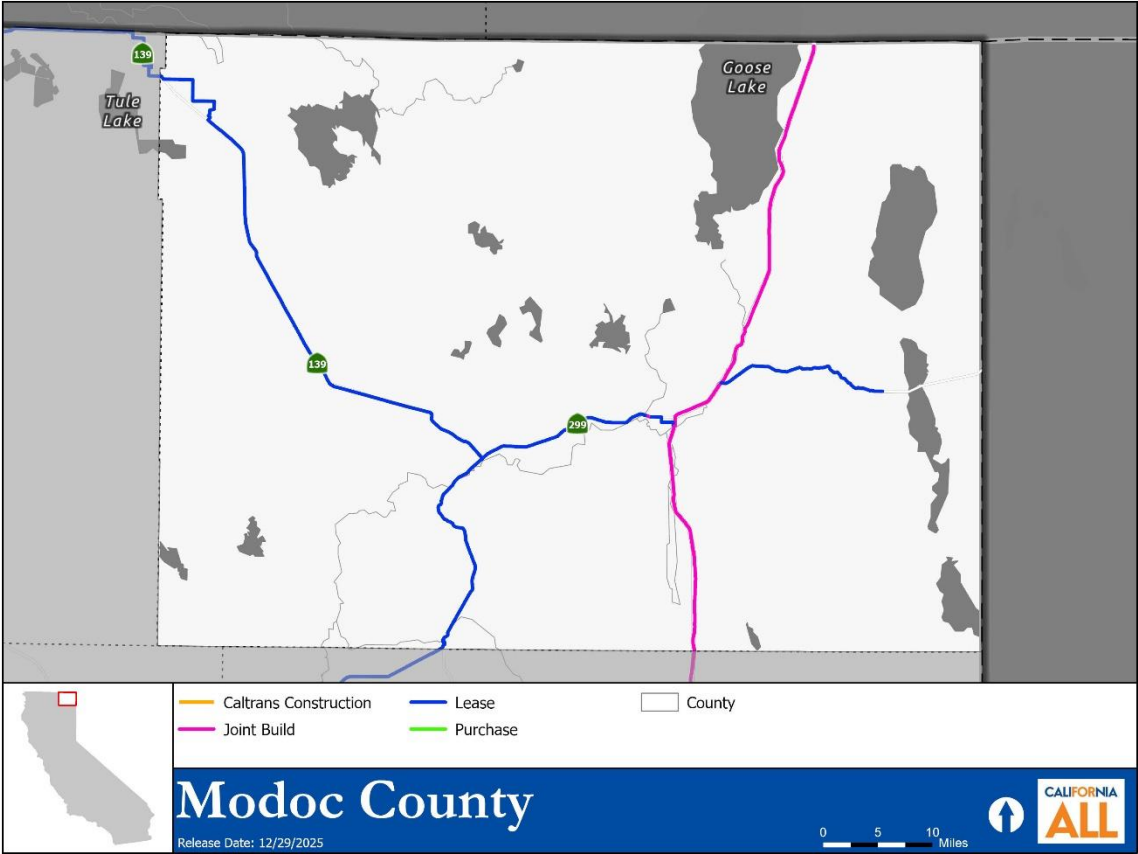 139
Tule
Lake
Goose
Lake
139
299
Caltrans Construction
Lease
County
Joint Build
Purchase
Modoc County
Release Date: 12/29/2025
0 5 10
Miles
CALIFORNIA
ALL